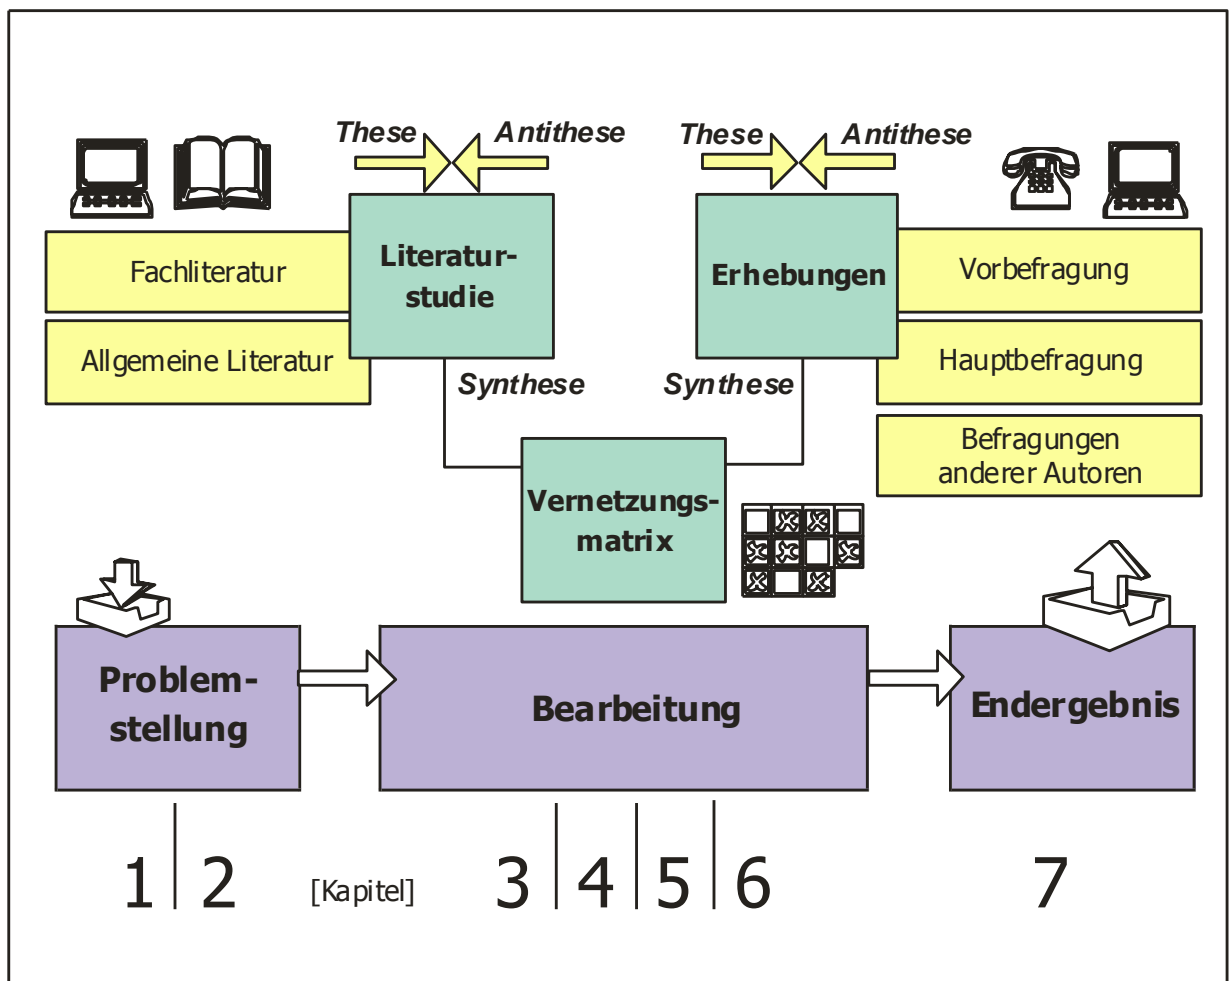 These Antithese
These Antithese
Literatur-
studie
Erhebungen
Fachliteratur
Allgemeine Literatur
Vorbefragung
Hauptbefragung
Befragungen
anderer Autoren
Synthese
Synthese
Vernetzungs-
matrix
Problem-
stellung
Bearbeitung
Endergebnis
1 2 [Kapitel] 3 4 5 6 7